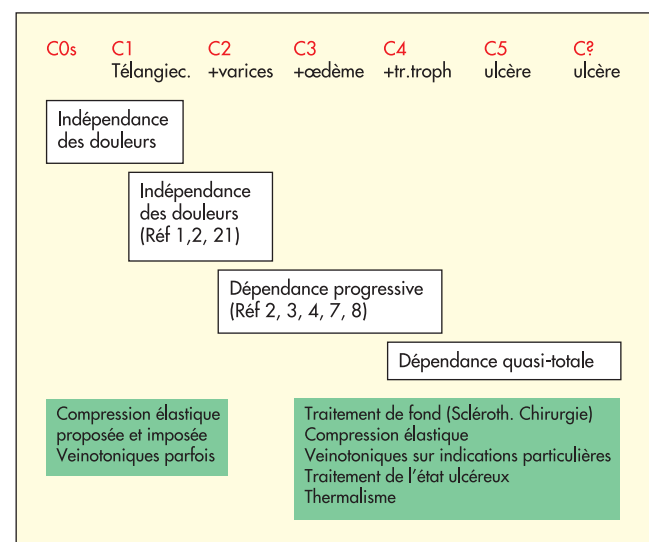 C0s C1 C2 C3 C4 C5 C?
Télangiec. +varices +œdème +tr.troph ulcère ulcère
Indépendance
des douleurs
Indépendance
des douleurs
(Réf 1,2, 21)
Dépendance progressive
(Réf 2, 3, 4, 7, 8)
Dépendance quasi-totale
Compression élastique
proposée et imposée
Veinotoniques parfois
Traitement de fond (Scléroth. Chirurgie)
Compression élastique
Veinotoniques sur indications particulières
Traitement de l'état ulcéreux
Thermalisme